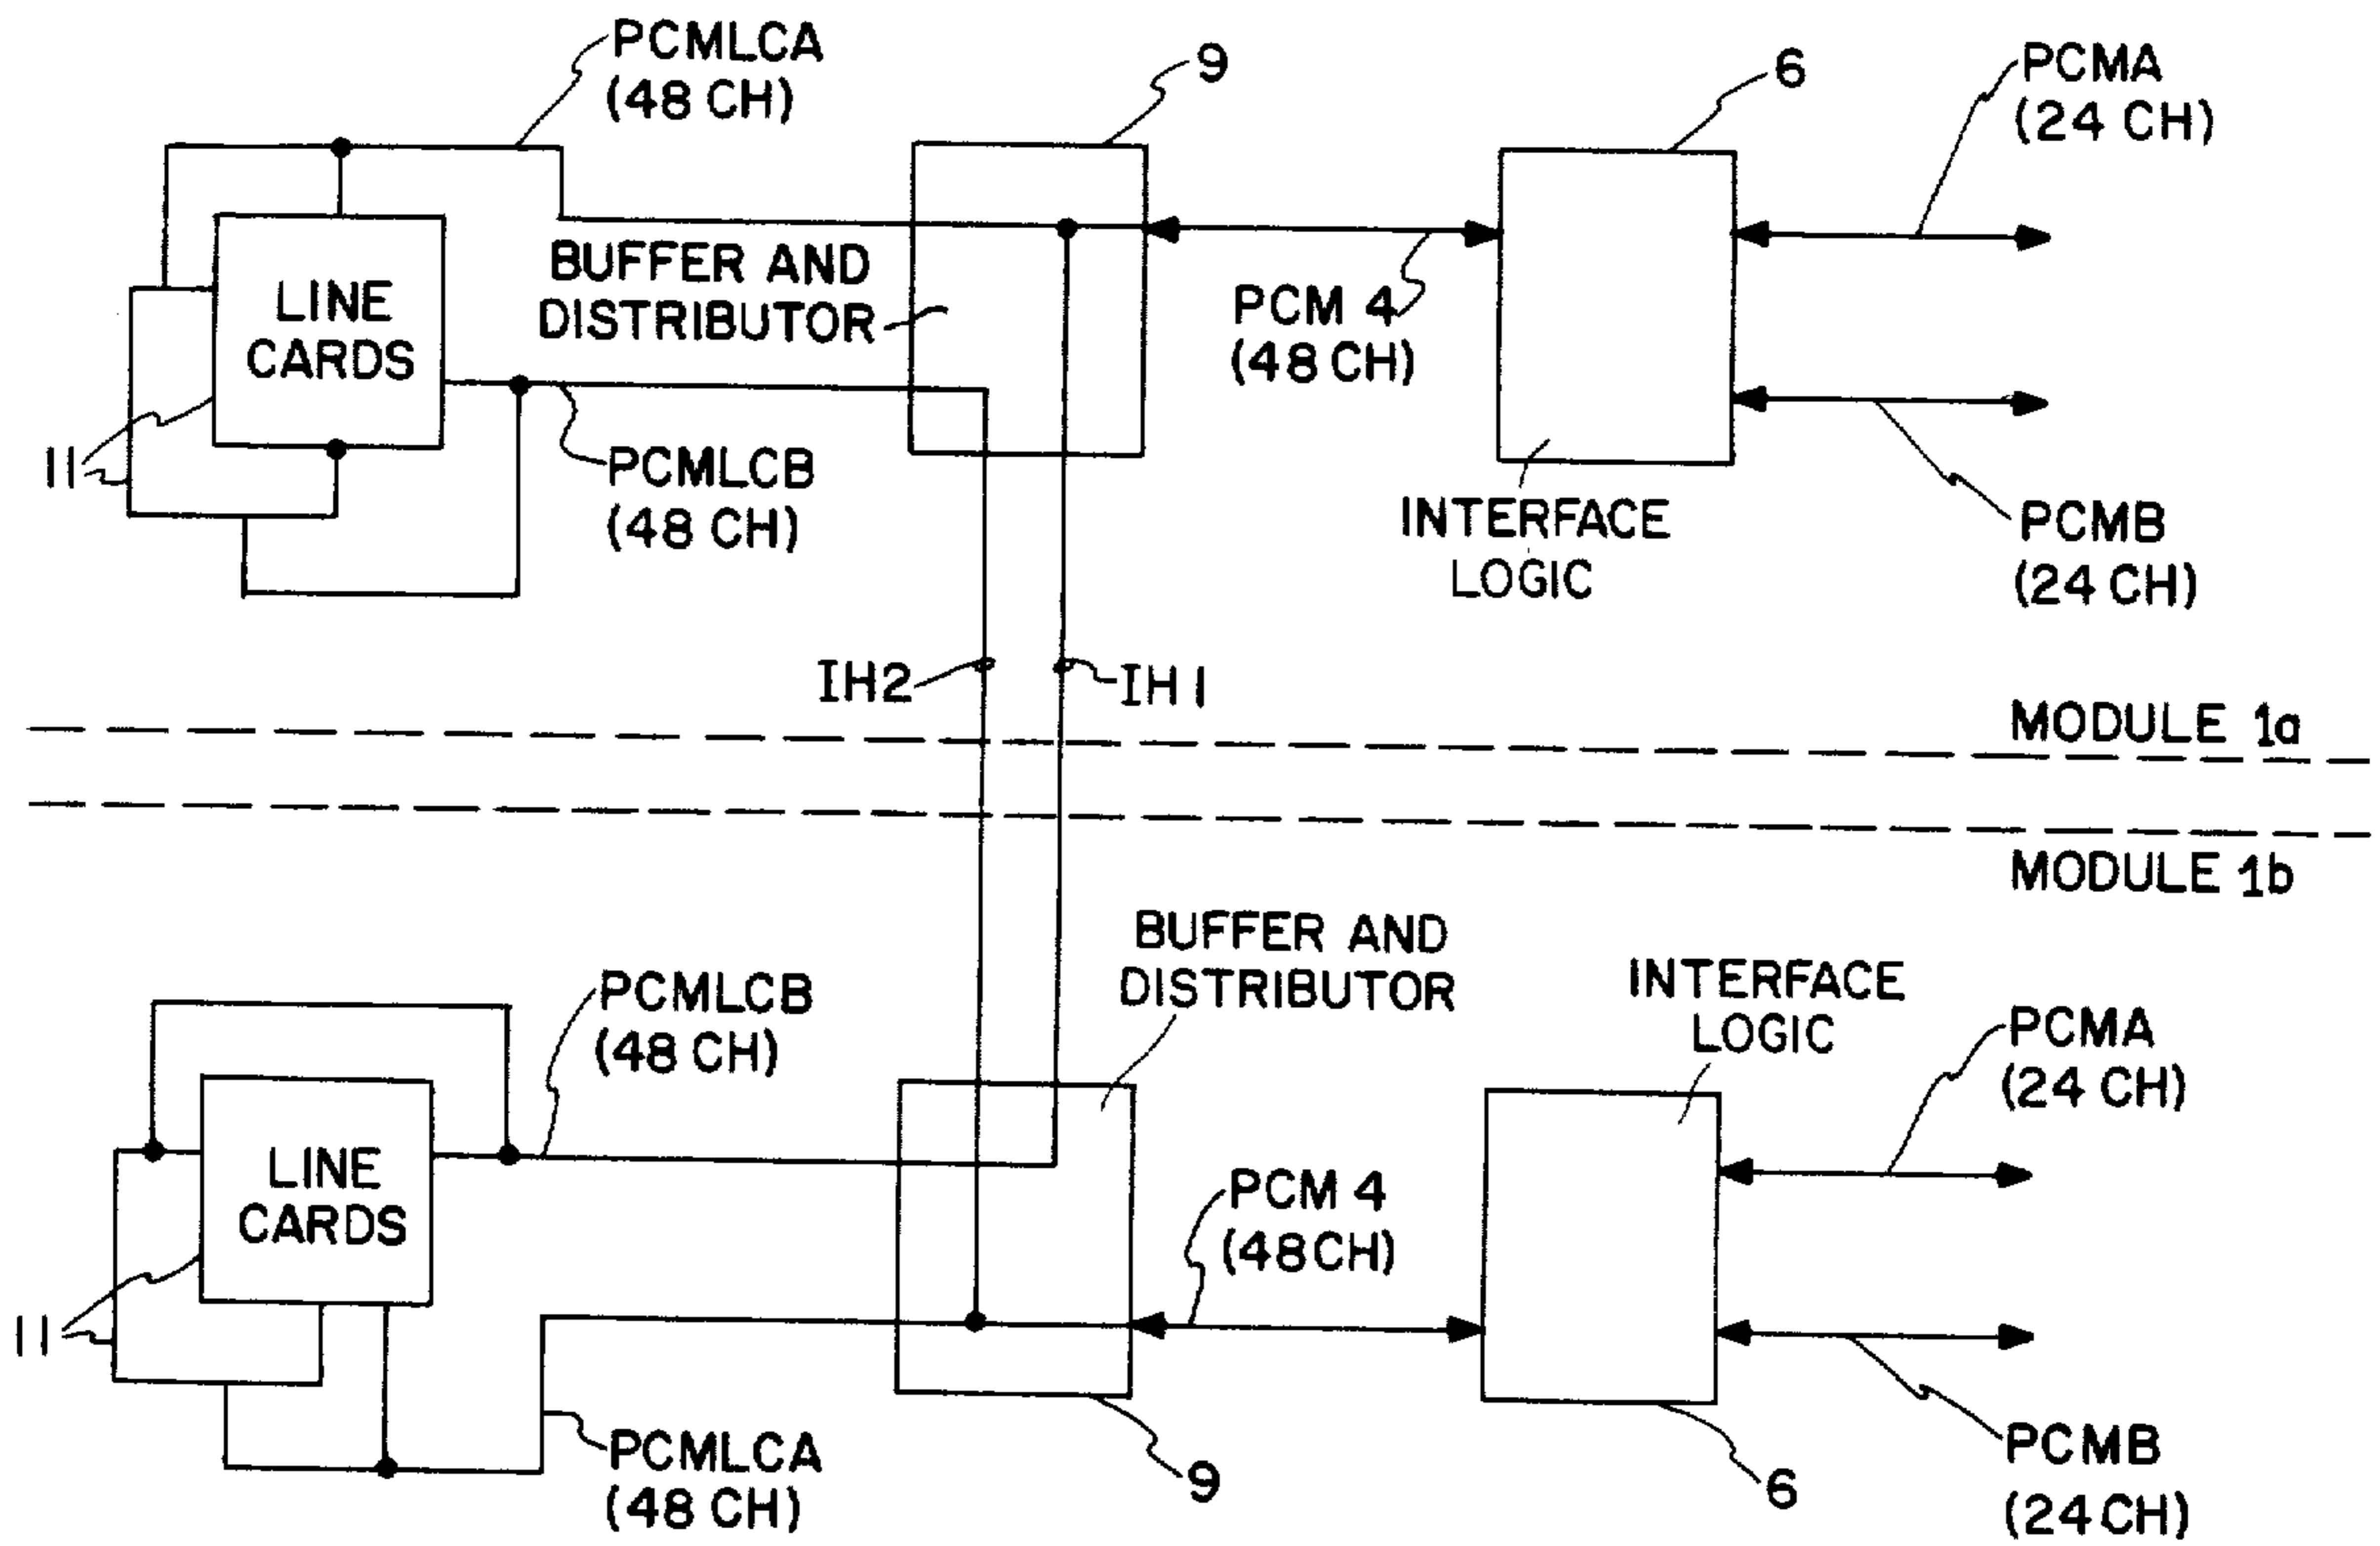 PCMLCA
(48 CH)
9
6
PCMA
(24 CH)
BUFFER AND
DISTRIBUTOR
LINE
CARDS
PCM 4
(48 CH)
11
PCMLCB
(48 CH)
INTERFACE
LOGIC
PCMB
(24 CH)
IH2
IH1
MODULE 1a
MODULE 1b
BUFFER AND
DISTRIBUTOR
INTERFACE
LOGIC
PCMLCB
(48 CH)
PCMA
(24 CH)
LINE
CARDS
PCM 4
(48CH)
11
PCMLCA
(48 CH)
9
6
PCMB
(24 CH)